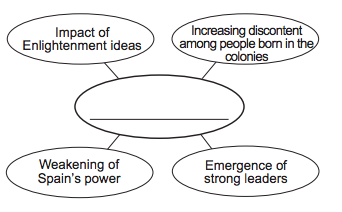 Impact of
Enlightenment ideas
Increasing discontent
among people born in the
colonies
Weakening of
Spain's power
Emergence of
strong leaders